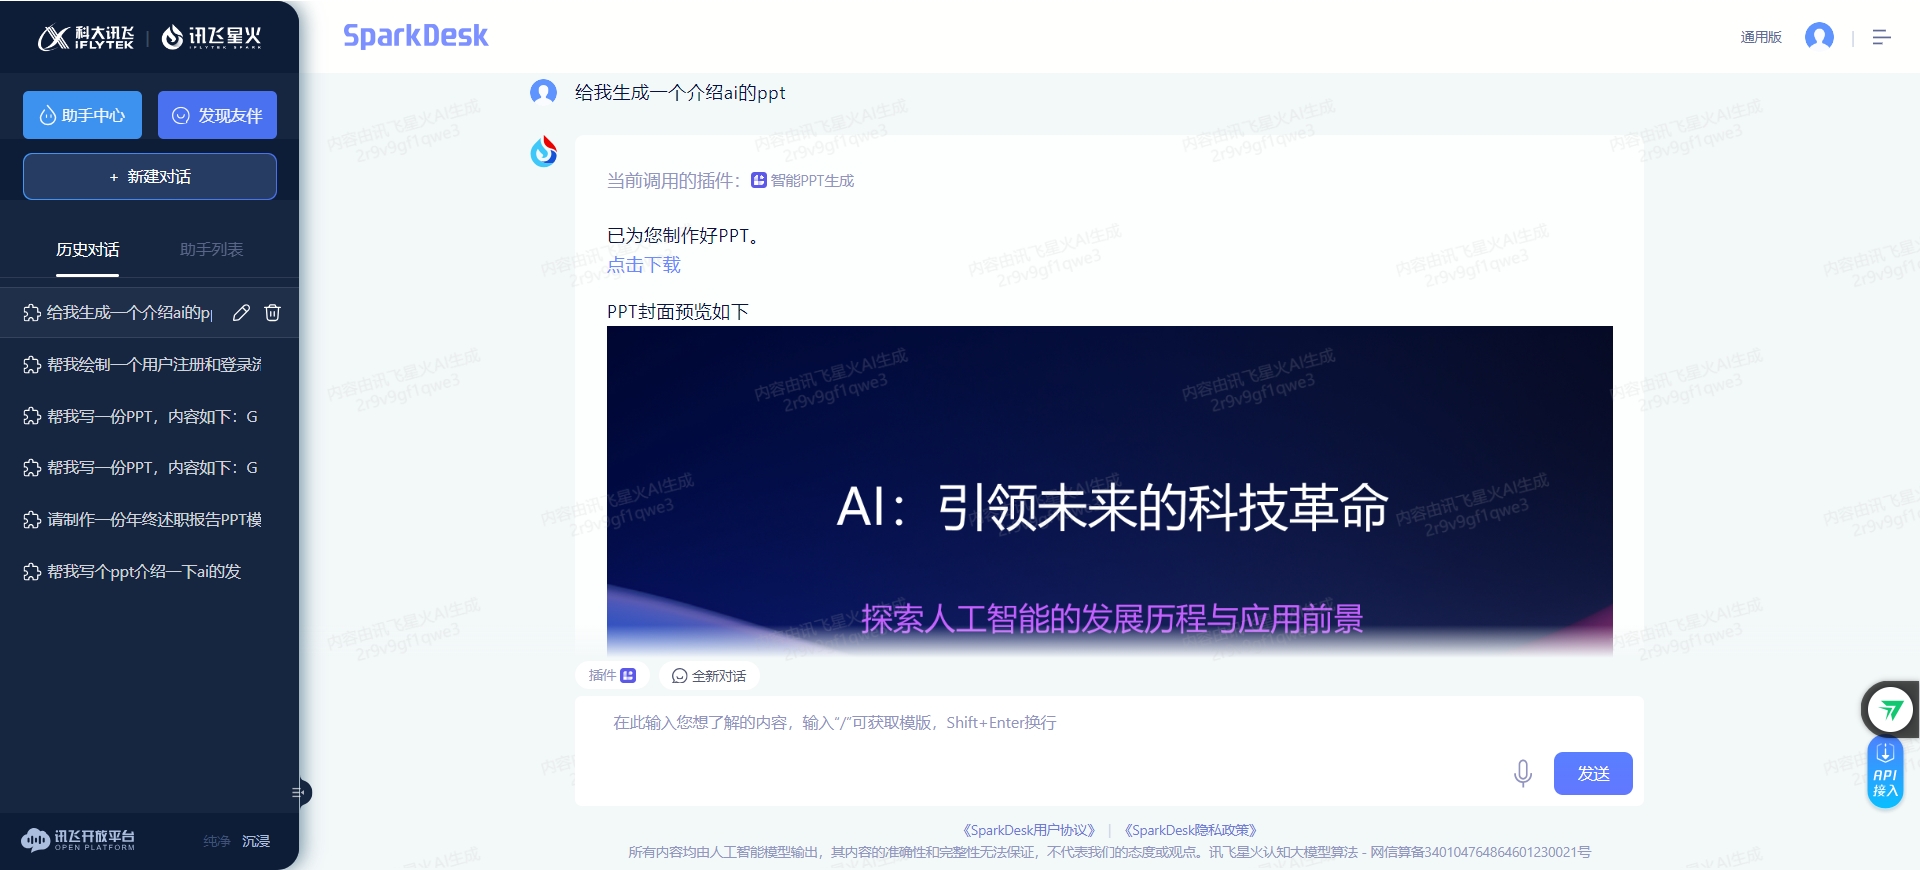 科大讯飞
iFLYTEK
讯飞星火
IFLYTEK SPARK
SparkDesk
通用版
助手中心
发现友伴
+ 新建对话
历史对话
助手列表
给我生成一个介绍ai的p
帮我绘制一个用户注册和登录流
帮我写一份PPT，内容如下：G
帮我写一份PPT，内容如下：G
请制作一份年终述职报告PPT模
帮我写个ppt介绍一下ai的发
讯飞开放平台
OPEN PLATFORM
纯净
沉浸
给我生成一个介绍ai的ppt
当前调用的插件：
智能PPT生成
已为您制作好PPT。
点击下载
PPT封面预览如下
AI：引领未来的科技革命
探索人工智能的发展历程与应用前景
插件
全新对话
在此输入您想了解的内容，输入“/”可获取模版，Shift+Enter换行
发送
API
接入
《SparkDesk用户协议》 | 《SparkDesk隐私政策》
所有内容均由人工智能模型输出，其内容的准确性和完整性无法保证，不代表我们的态度或观点。讯飞星火认知大模型算法 - 网信算备340104764864601230021号
内容由讯飞星火AI生成
2r9v9gf1qwe3